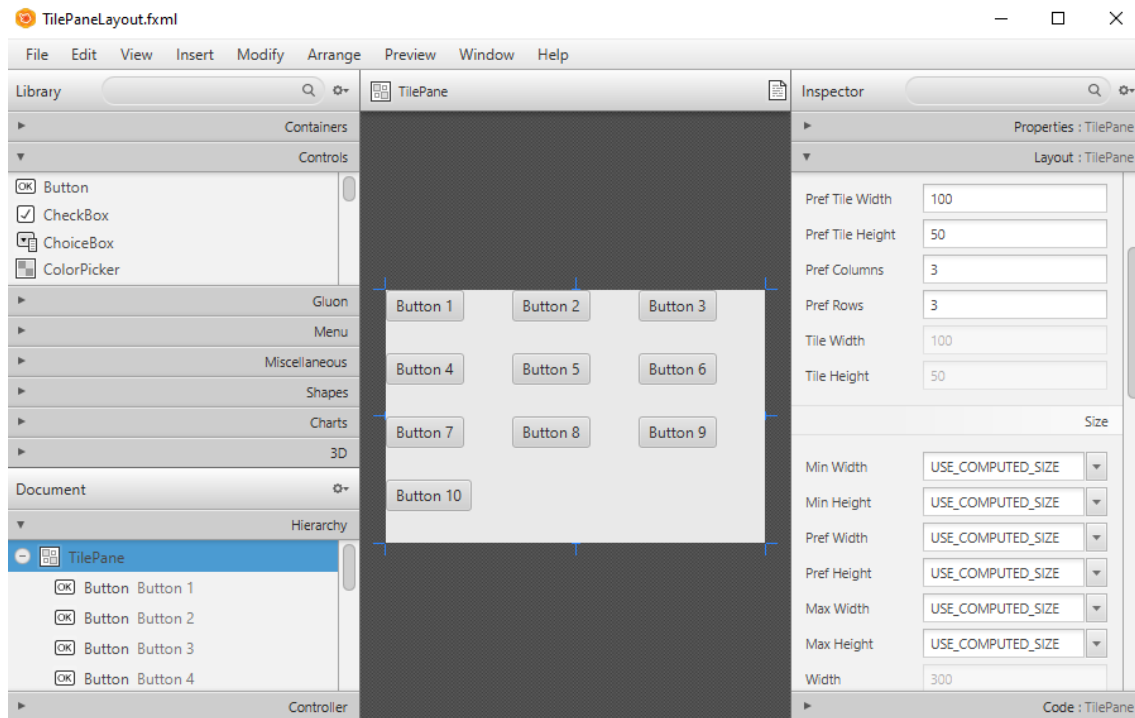 TilePaneLayout.fxml
File Edit View Insert Modify Arrange Preview Window Help
Library
Containers
Controls
OK Button
CheckBox
ChoiceBox
ColorPicker
Gluon
Menu
Miscellaneous
Shapes
Charts
3D
Document
Hierarchy
TilePane
OK Button Button 1
OK Button Button 2
OK Button Button 3
OK Button Button 4
Controller
TilePane
Button 1 Button 2 Button 3
Button 4 Button 5 Button 6
Button 7 Button 8 Button 9
Button 10
Inspector
Properties : TilePane
Layout : TilePane
Pref Tile Width 100
Pref Tile Height 50
Pref Columns 3
Pref Rows 3
Tile Width 100
Tile Height 50
Size
Min Width USE_COMPUTED_SIZE
Min Height USE_COMPUTED_SIZE
Pref Width USE_COMPUTED_SIZE
Pref Height USE_COMPUTED_SIZE
Max Width USE_COMPUTED_SIZE
Max Height USE_COMPUTED_SIZE
Width 300
Code : TilePane